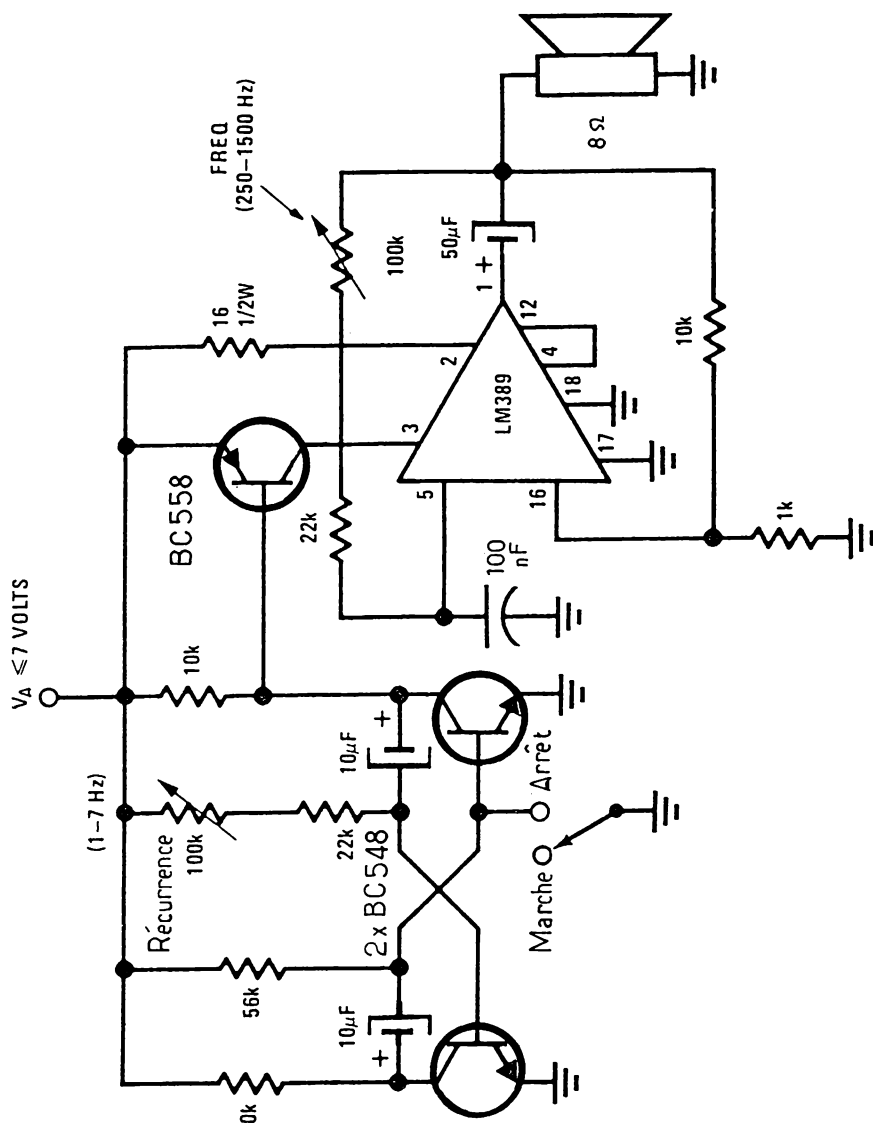 V_A ⩽7 VOLTS
(1–7 Hz)
Récurrence
100k
10k
BC558
16
1/2W
FREQ
(250–1500 Hz)
100k
56k
22k
10μF
+
10μF
+
0k
2 x BC548
Marche
Arrêt
22k
100
nF
3
2
1
+
50μF
5
16
LM389
17
18
4
12
8 Ω
10k
1k